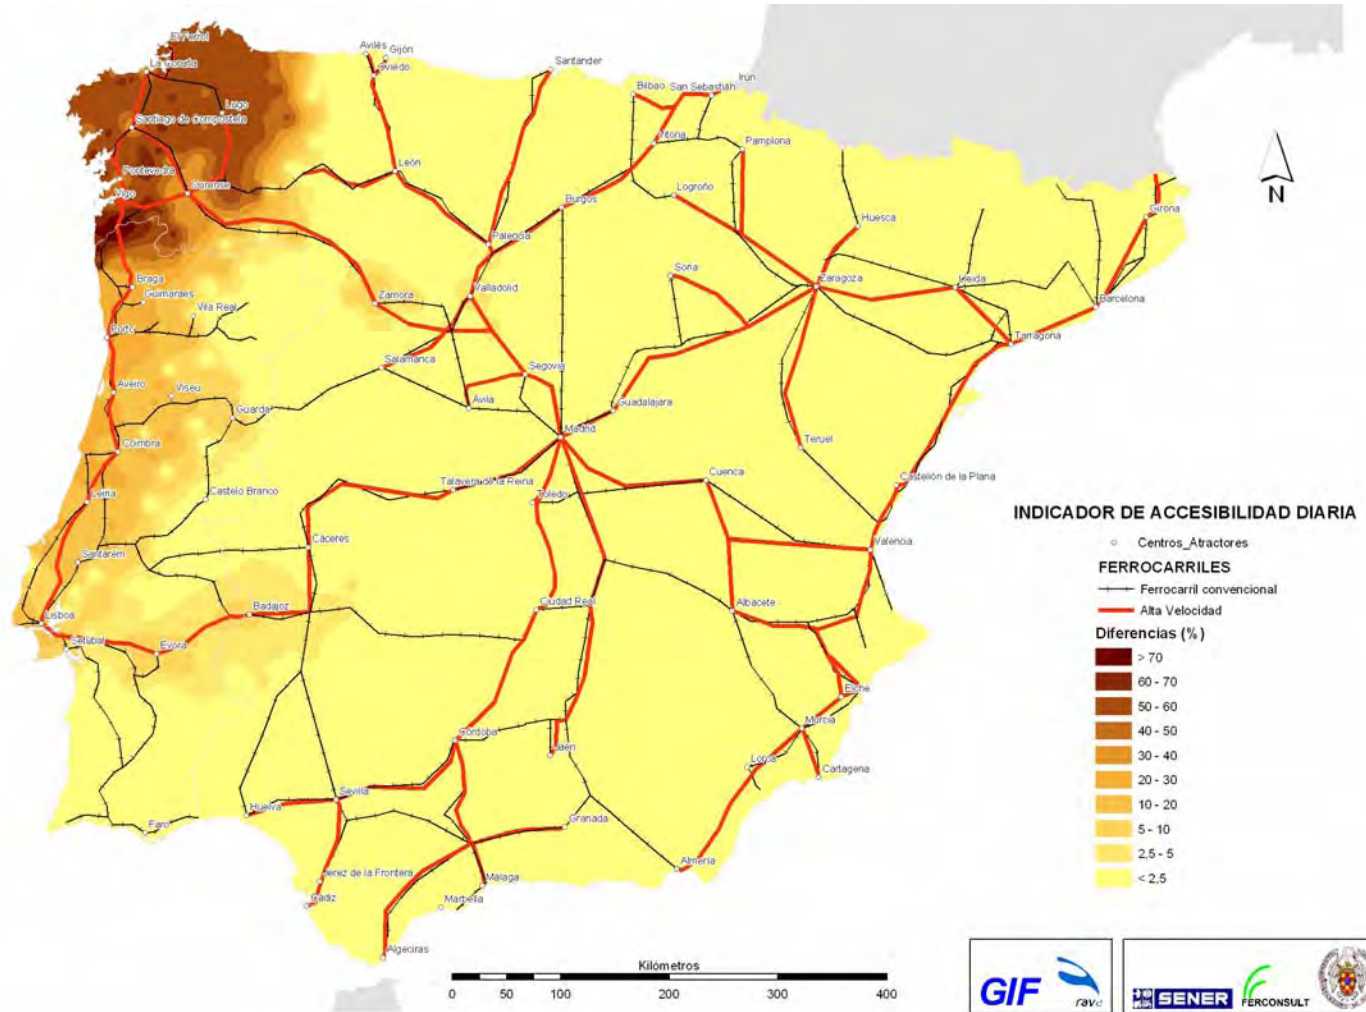 El Ferrol
La Coruña
Lugo
Santiago de Compostela
Pontevedra
Ourense
Vigo
Avilés
Gijón
Oviedo
Santander
Bilbao
San Sebastián
Irún
Vitoria
Pamplona
León
Logroño
Burgos
Huesca
Girona
Palencia
Braga
Guimaraes
Vila Real
Zamora
Valladolid
Soria
Zaragoza
Lleida
Barcelona
Porto
Tarragona
Salamanca
Segovia
Aveiro
Viseu
Guarda
Ávila
Guadalajara
Coimbra
Madrid
Teruel
Cuenca
Castellón de la Plana
Leiria
Castelo Branco
Talavera de la Reina
Toledo
Santarem
Cáceres
Valencia
Lisboa
Setubal
Evora
Badajoz
Ciudad Real
Albacete
Elche
Murcia
Córdoba
Jaén
Lorca
Cartagena
Huelva
Sevilla
Granada
Faro
Almería
Jerez de la Frontera
Cádiz
Málaga
Marbella
Algeciras
N
INDICADOR DE ACCESIBILIDAD DIARIA
Centros_Atractores
FERROCARRILES
Ferrocarril convencional
Alta Velocidad
Diferencias (%)
> 70
60 - 70
50 - 60
40 - 50
30 - 40
20 - 30
10 - 20
5 - 10
2,5 - 5
< 2,5
Kilómetros
0 50 100 200 300 400
GIF
rave
SENER
FERCONSULT